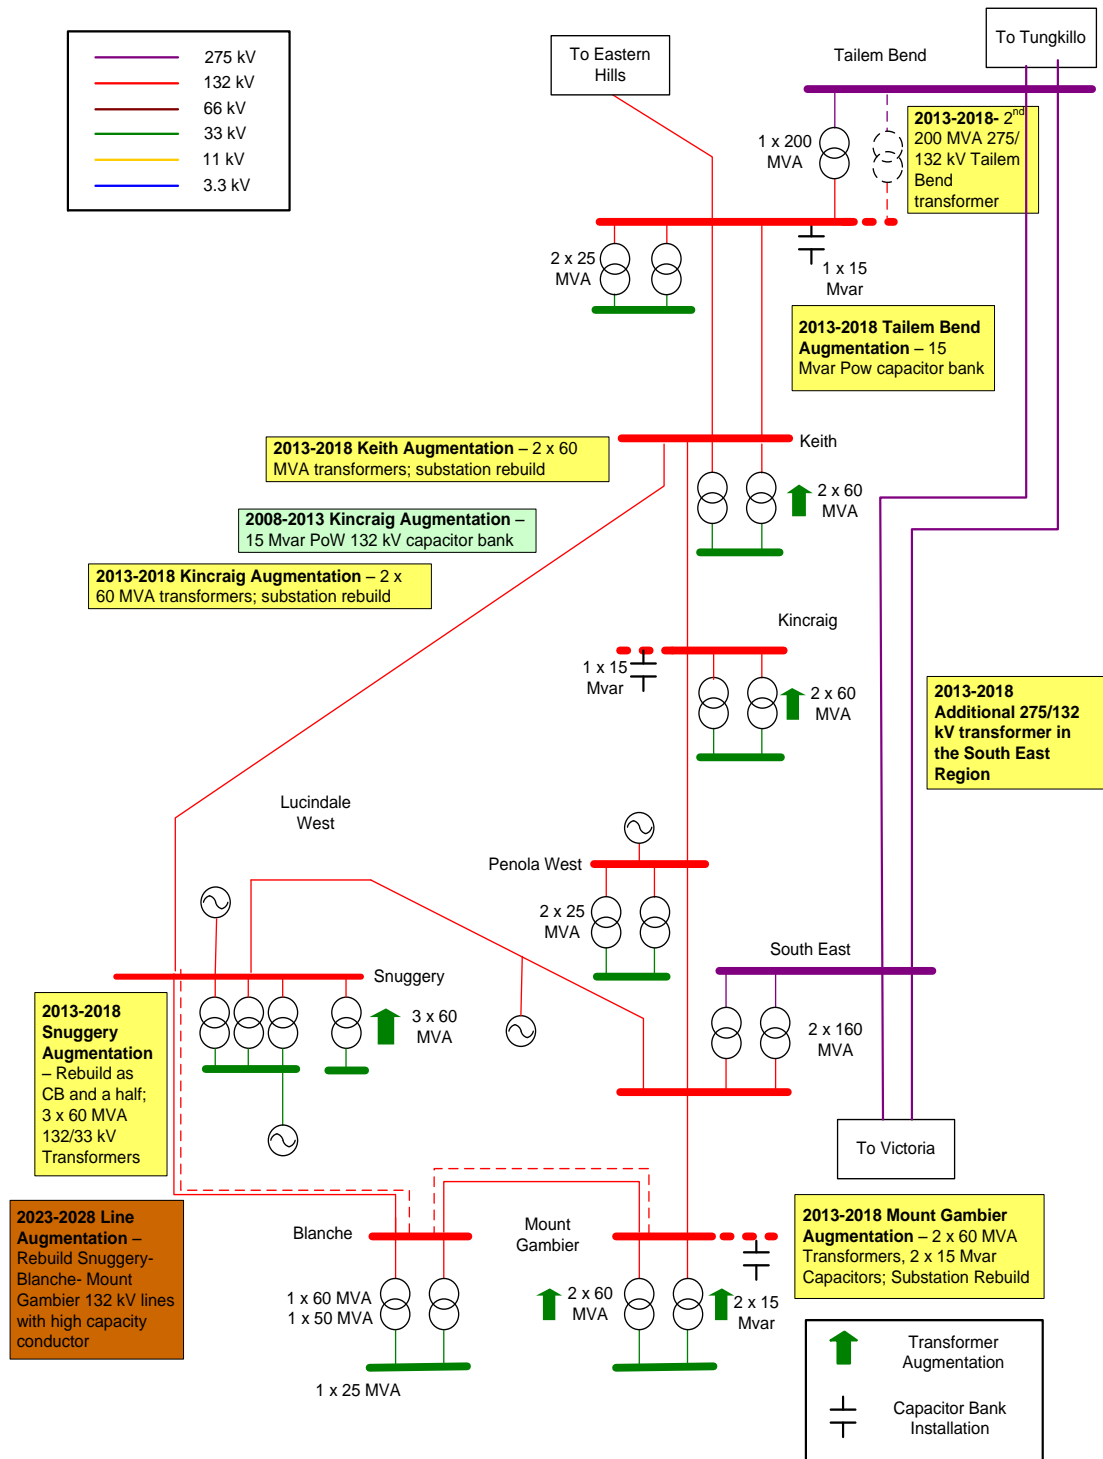 275 kV
132 kV
66 kV
33 kV
11 kV
3.3 kV
To Eastern
Hills
Tailem Bend
To Tungkillo
1 x 200
MVA
2013-2018- 2nd
200 MVA 275/
132 kV Tailem
Bend
transformer
2 x 25
MVA
1 x 15
Mvar
2013-2018 Tailem Bend
Augmentation – 15
Mvar Pow capacitor bank
2013-2018 Keith Augmentation – 2 x 60
MVA transformers; substation rebuild
Keith
2 x 60
MVA
2008-2013 Kincraig Augmentation –
15 Mvar PoW 132 kV capacitor bank
2013-2018 Kincraig Augmentation – 2 x
60 MVA transformers; substation rebuild
Kincraig
1 x 15
Mvar
2 x 60
MVA
2013-2018
Additional 275/132
kV transformer in
the South East
Region
Lucindale
West
Penola West
2 x 25
MVA
South East
2 x 160
MVA
Snuggery
3 x 60
MVA
2013-2018
Snuggery
Augmentation
– Rebuild as
CB and a half;
3 x 60 MVA
132/33 kV
Transformers
To Victoria
2023-2028 Line
Augmentation –
Rebuild Snuggery-
Blanche- Mount
Gambier 132 kV lines
with high capacity
conductor
Blanche
Mount
Gambier
1 x 60 MVA
1 x 50 MVA
2 x 60
MVA
2 x 15
Mvar
1 x 25 MVA
2013-2018 Mount Gambier
Augmentation – 2 x 60 MVA
Transformers, 2 x 15 Mvar
Capacitors; Substation Rebuild
Transformer
Augmentation
Capacitor Bank
Installation